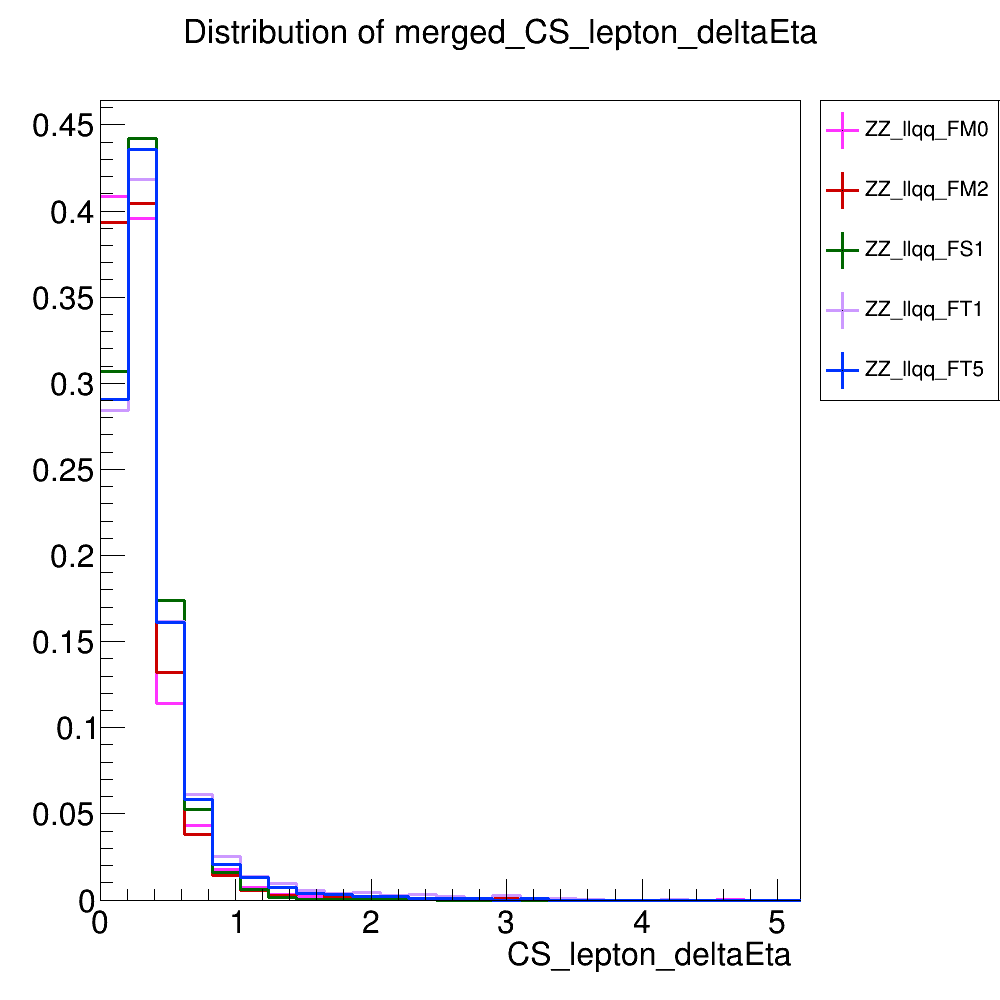 Distribution of merged_CS_lepton_deltaEta
0.45
0.4
0.35
0.3
0.25
0.2
0.15
0.1
0.05
0
0 1 2 3 4 5
CS_lepton_deltaEta
ZZ_llqq_FM0
ZZ_llqq_FM2
ZZ_llqq_FS1
ZZ_llqq_FT1
ZZ_llqq_FT5